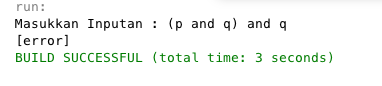 run:
Masukkan Inputan : (p and q) and q
[error]
BUILD SUCCESSFUL (total time: 3 seconds)